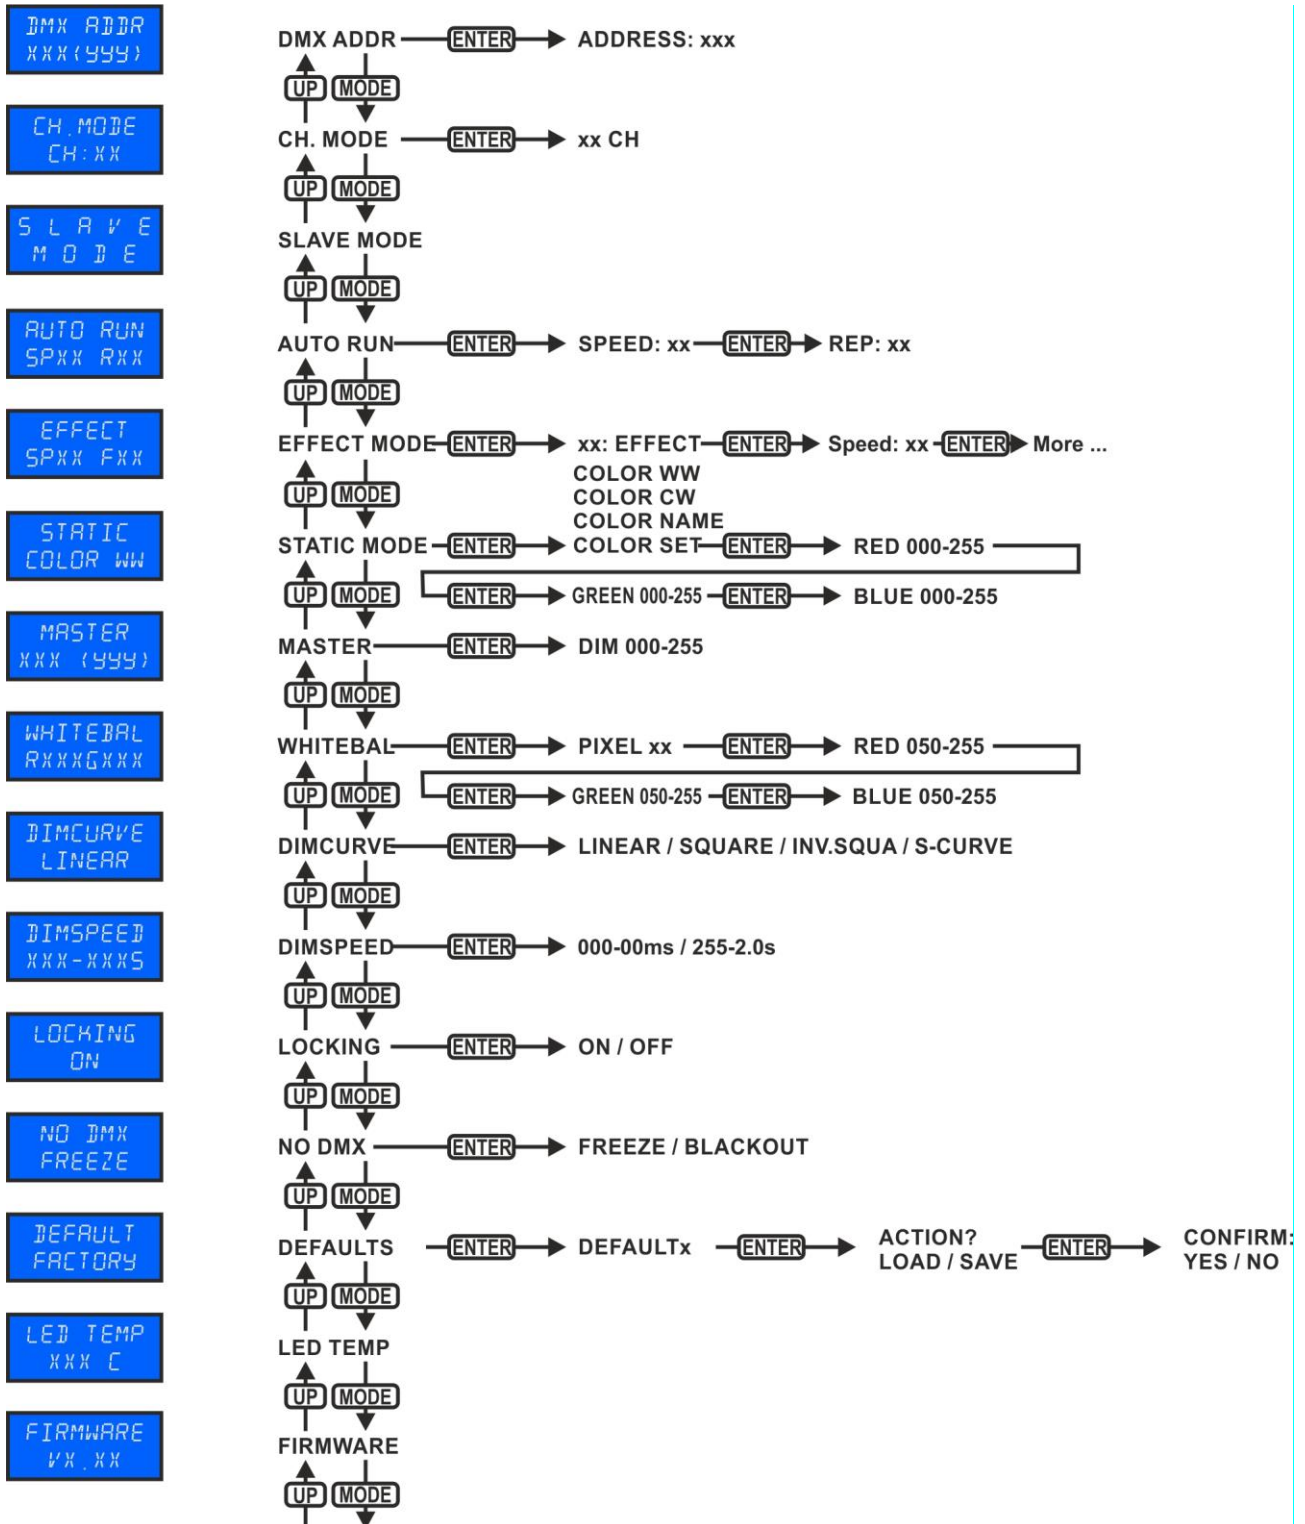 DMX ADDR
XXX(yyy)
DMX ADDR ENTER ADDRESS: xxx
UP MODE
CH.MODE
CH:XX
CH. MODE ENTER xx CH
UP MODE
SLAVE
MODE
SLAVE MODE
UP MODE
AUTO RUN
SPXX RXX
AUTO RUN ENTER SPEED: xx ENTER REP: xx
UP MODE
EFFECT
SPXX FXX
EFFECT MODE ENTER xx: EFFECT ENTER Speed: xx ENTER More ...
UP MODE
COLOR WW
COLOR CW
COLOR NAME
STATIC
COLOR WW
STATIC MODE ENTER COLOR SET ENTER RED 000-255
UP MODE ENTER GREEN 000-255 ENTER BLUE 000-255
MASTER
XXX (yyy)
MASTER ENTER DIM 000-255
UP MODE
WHITEBAL
RXXXGXXX
WHITEBAL ENTER PIXEL xx ENTER RED 050-255
UP MODE ENTER GREEN 050-255 ENTER BLUE 050-255
DIMCURVE
LINEAR
DIMCURVE ENTER LINEAR / SQUARE / INV.SQUA / S-CURVE
UP MODE
DIMSPEED
XXX-XXXS
DIMSPEED ENTER 000-00ms / 255-2.0s
UP MODE
LOCKING
ON
LOCKING ENTER ON / OFF
UP MODE
NO DMX
FREEZE
NO DMX ENTER FREEZE / BLACKOUT
UP MODE
DEFAULT
FACTORY
DEFAULTS ENTER DEFAULTx ENTER ACTION? LOAD / SAVE ENTER CONFIRM: YES / NO
UP MODE
LED TEMP
XXX C
LED TEMP
UP MODE
FIRMWARE
VX.XX
FIRMWARE
UP MODE